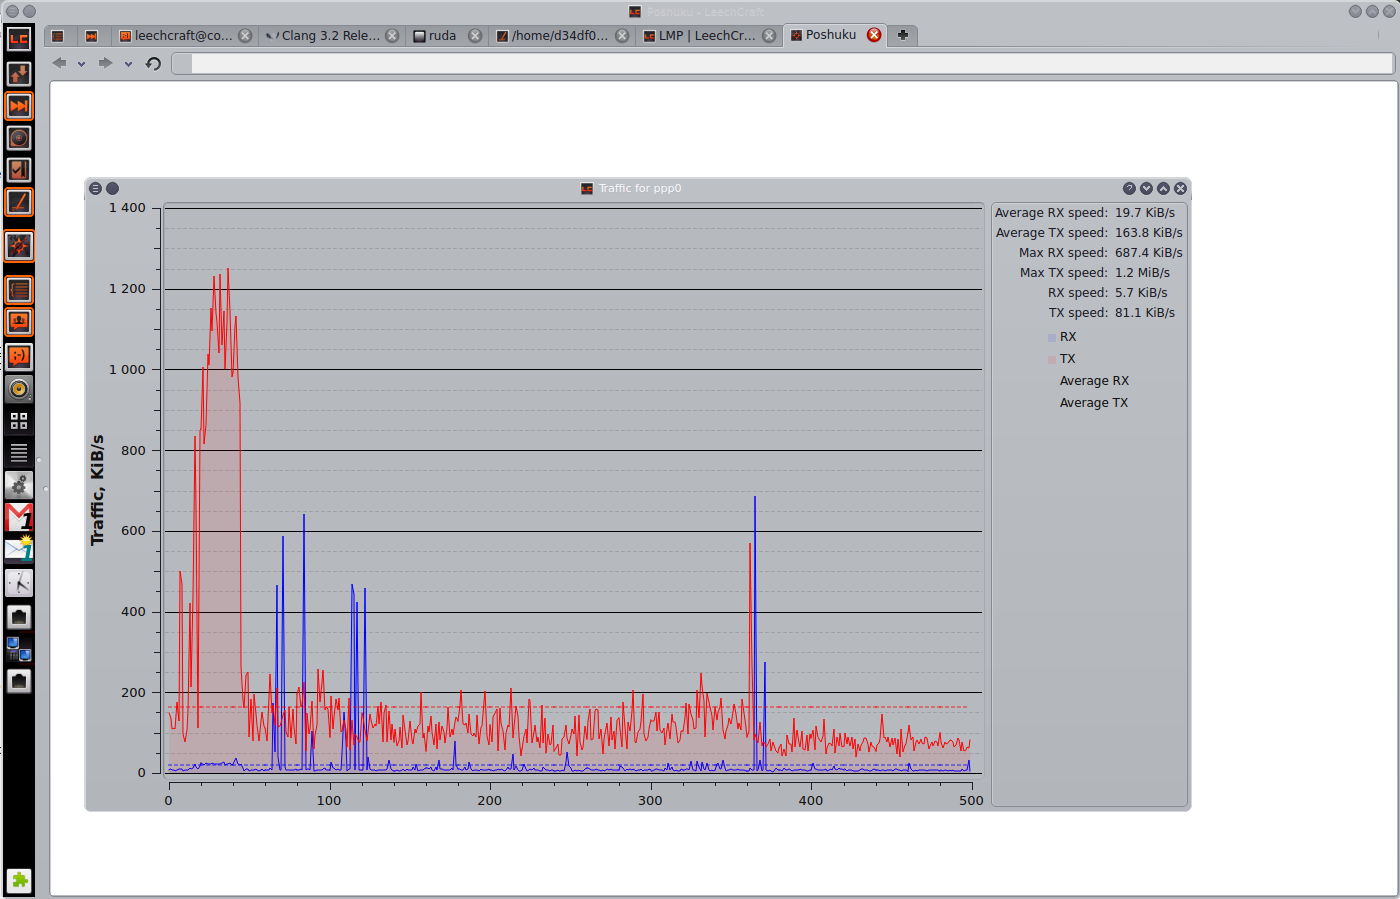 Poshuku - LeechCraft
leechcraft@co...
Clang 3.2 Rele...
ruda
/home/d34df0...
LMP | LeechCr...
Poshuku
Traffic for ppp0
Traffic, KiB/s
1 400
1 200
1 000
800
600
400
200
0
0 100 200 300 400 500
Average RX speed: 19.7 KiB/s
Average TX speed: 163.8 KiB/s
Max RX speed: 687.4 KiB/s
Max TX speed: 1.2 MiB/s
RX speed: 5.7 KiB/s
TX speed: 81.1 KiB/s
RX
TX
Average RX
Average TX
LC
1
1